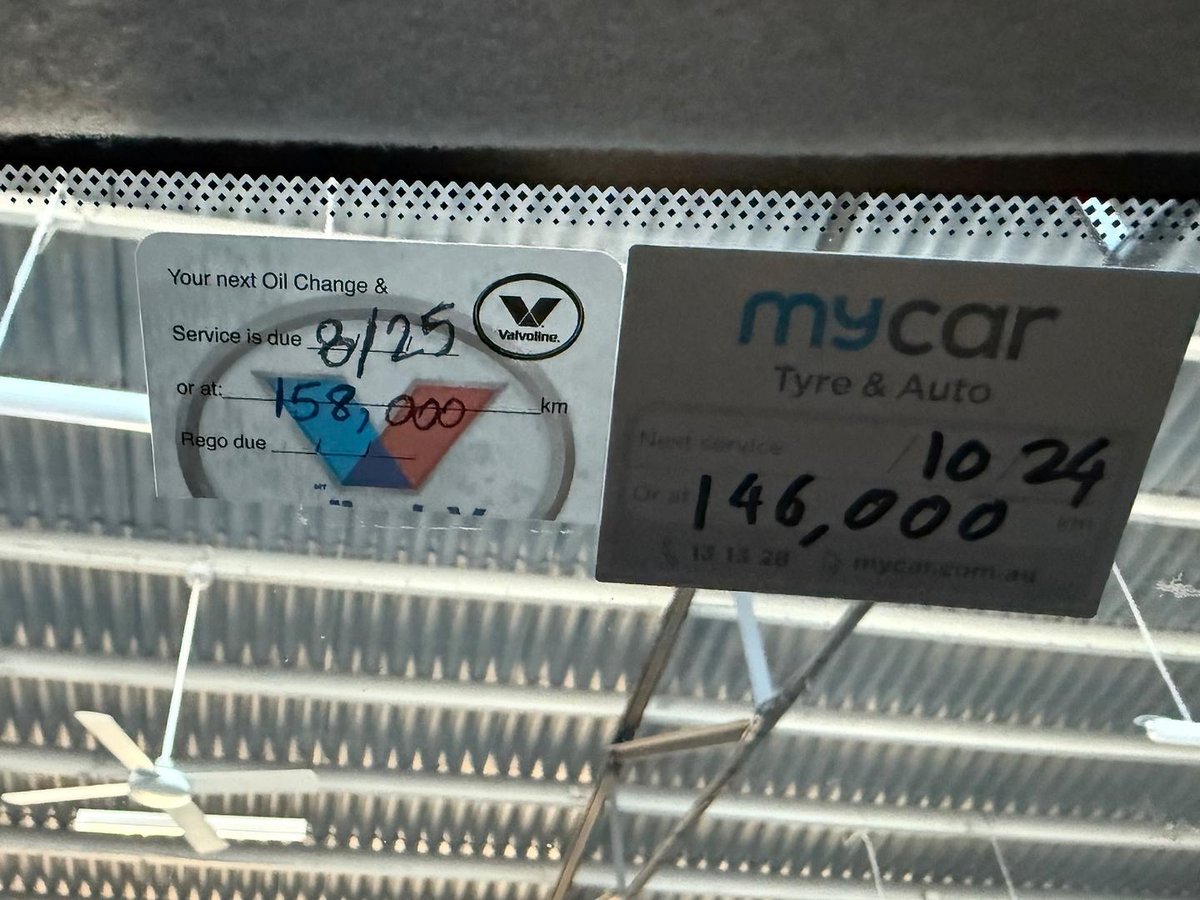 Your next Oil Change &
Service is due 8/25
or at: 158,000 km
Rego due
Valvoline.
mycar
Tyre & Auto
Next service /10/24
Or at 146,000 km
13 13 28 mycar.com.au